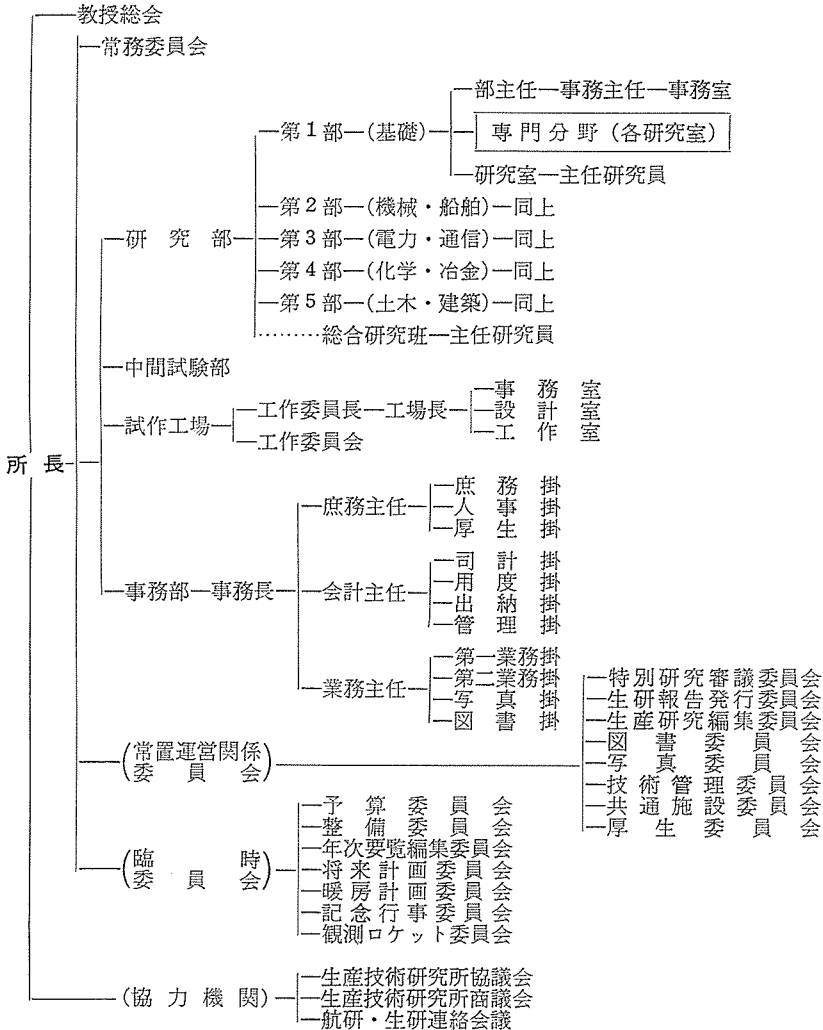 教授総会
常務委員会
部主任―事務主任―事務室
第1部―(基礎)
専門分野(各研究室)
研究室―主任研究員
第2部―(機械・船舶)―同上
研究部
第3部―(電力・通信)―同上
第4部―(化学・冶金)―同上
第5部―(土木・建築)―同上
………総合研究班―主任研究員
中間試験部
試作工場
工作委員長―工場長
工作委員会
事務室
設計室
工作室
所長
庶務主任
庶務掛
人事掛
厚生掛
事務部―事務長
会計主任
司計掛
用度掛
出納掛
管理掛
業務主任
第一業務掛
第二業務掛
写真掛
図書掛
(常置運営関係
委員会)
特別研究審議委員会
生研報告発行委員会
生産研究編集委員会
図書委員会
写真委員会
技術管理委員会
共通施設委員会
厚生委員会
(臨時
委員会)
予算委員会
整備委員会
年次要覧編集委員会
将来計画委員会
暖房計画委員会
記念行事委員会
観測ロケット委員会
(協力機関)
生産技術研究所協議会
生産技術研究所商議会
航研・生研連絡会議